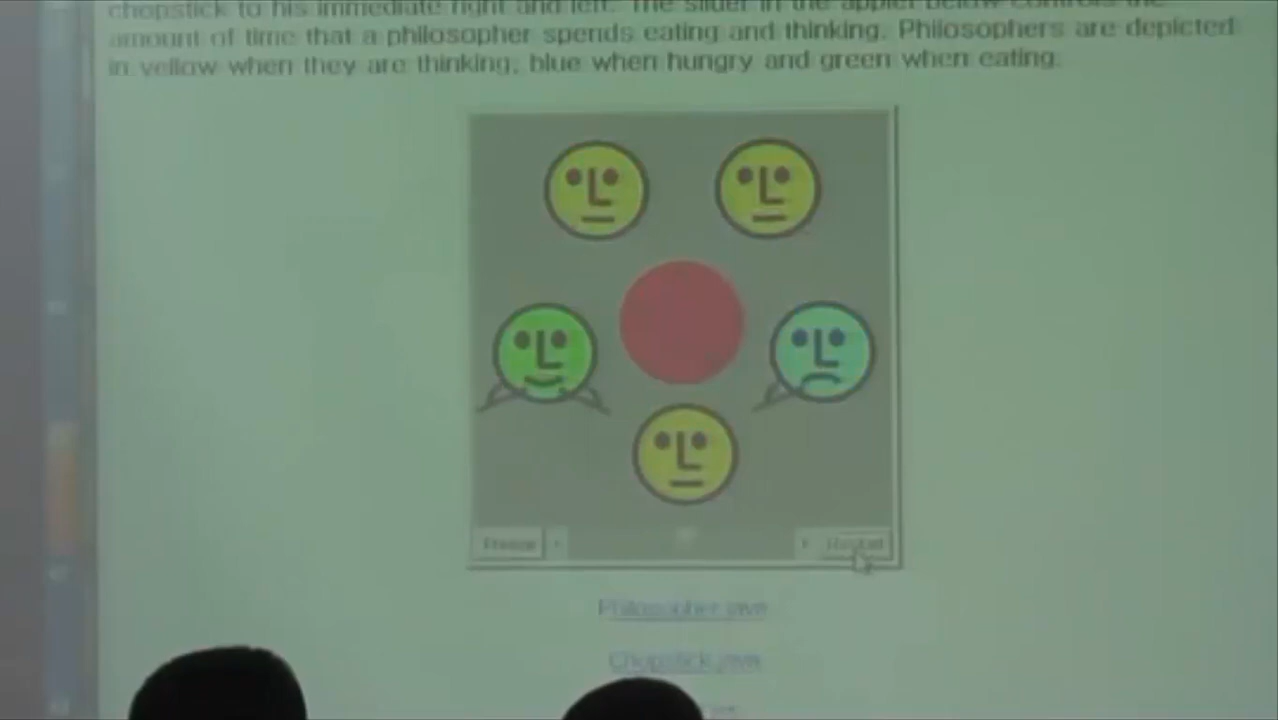 chopstick to his immediate right and left. The slider in the applet below controls the
amount of time that a philosopher spends eating and thinking. Philosophers are depicted
in yellow when they are thinking, blue when hungry and green when eating.
Freeze
Restart
Philosopher.java
Chopstick.java